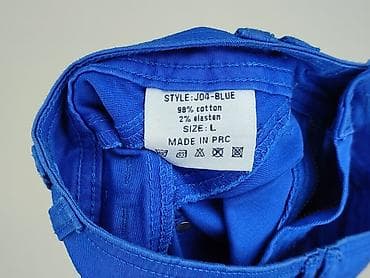 STYLE:J04-BLUE
98% cotton
2% elasten
SIZE: L
MADE IN PRC